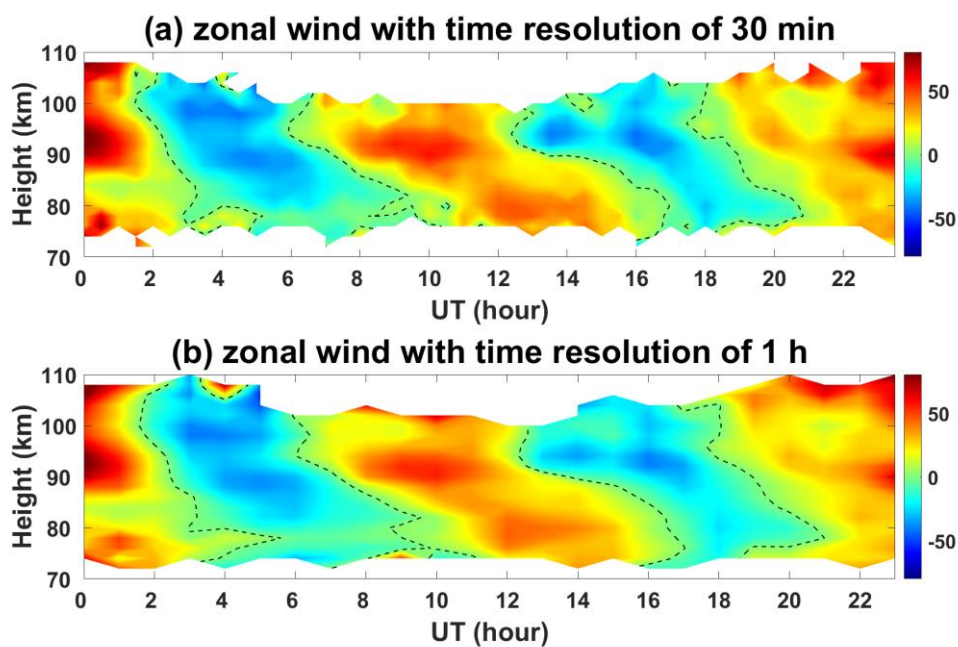 (a) zonal wind with time resolution of 30 min
110
100
90
80
70
Height (km)
0 2 4 6 8 10 12 14 16 18 20 22
UT (hour)
50
0
-50
(b) zonal wind with time resolution of 1 h
110
100
90
80
70
Height (km)
0 2 4 6 8 10 12 14 16 18 20 22
UT (hour)
50
0
-50